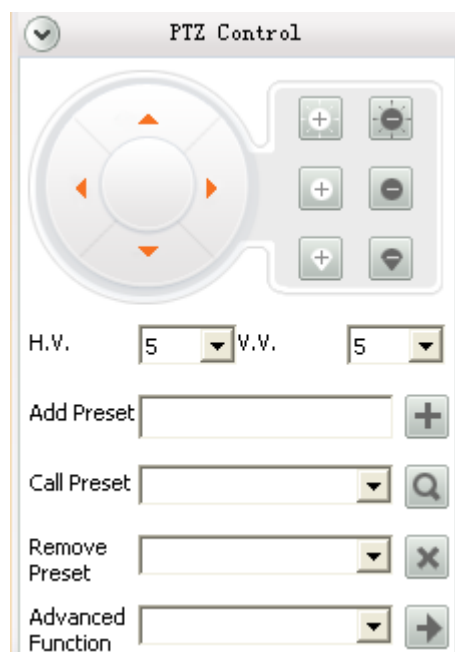 PTZ Control
H.V. 5 V.V. 5
Add Preset
Call Preset
Remove
Preset
Advanced
Function